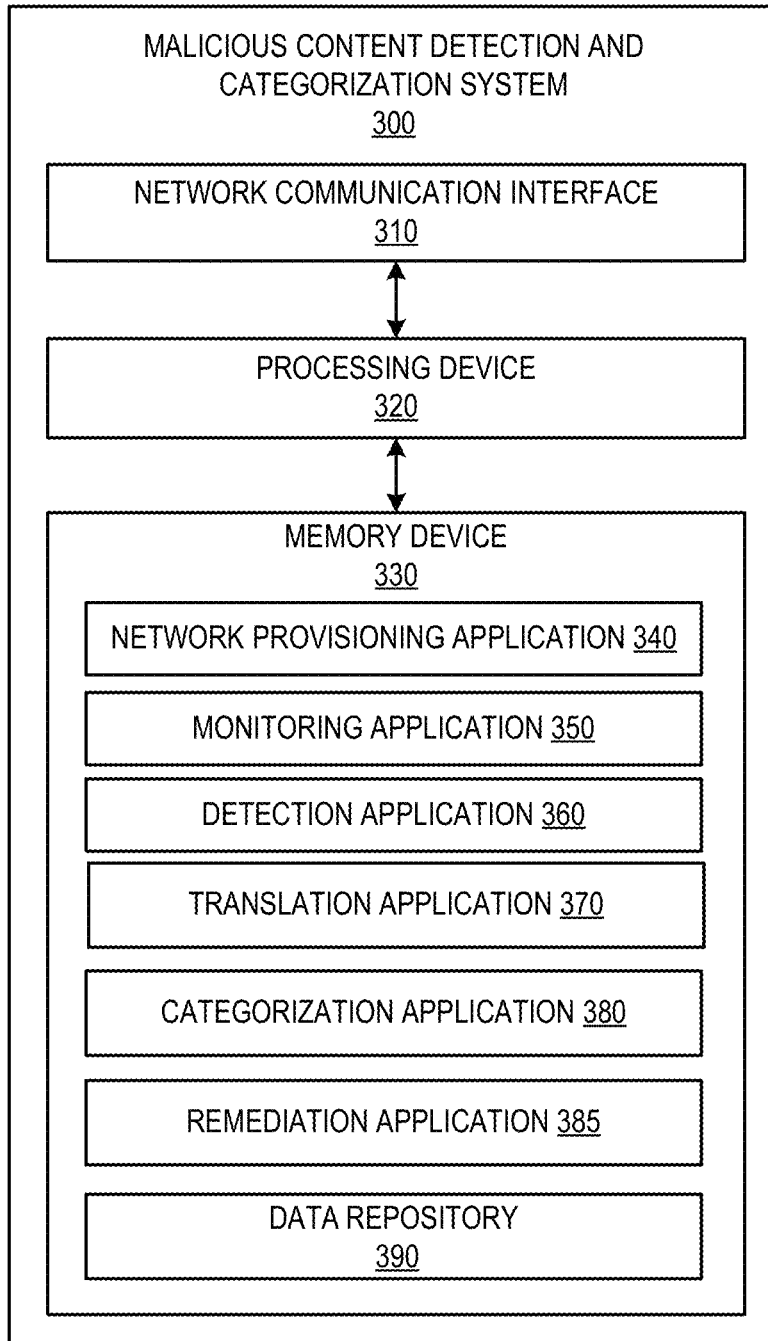 MALICIOUS CONTENT DETECTION AND
CATEGORIZATION SYSTEM
300
NETWORK COMMUNICATION INTERFACE
310
PROCESSING DEVICE
320
MEMORY DEVICE
330
NETWORK PROVISIONING APPLICATION 340
MONITORING APPLICATION 350
DETECTION APPLICATION 360
TRANSLATION APPLICATION 370
CATEGORIZATION APPLICATION 380
REMEDIATION APPLICATION 385
DATA REPOSITORY
390